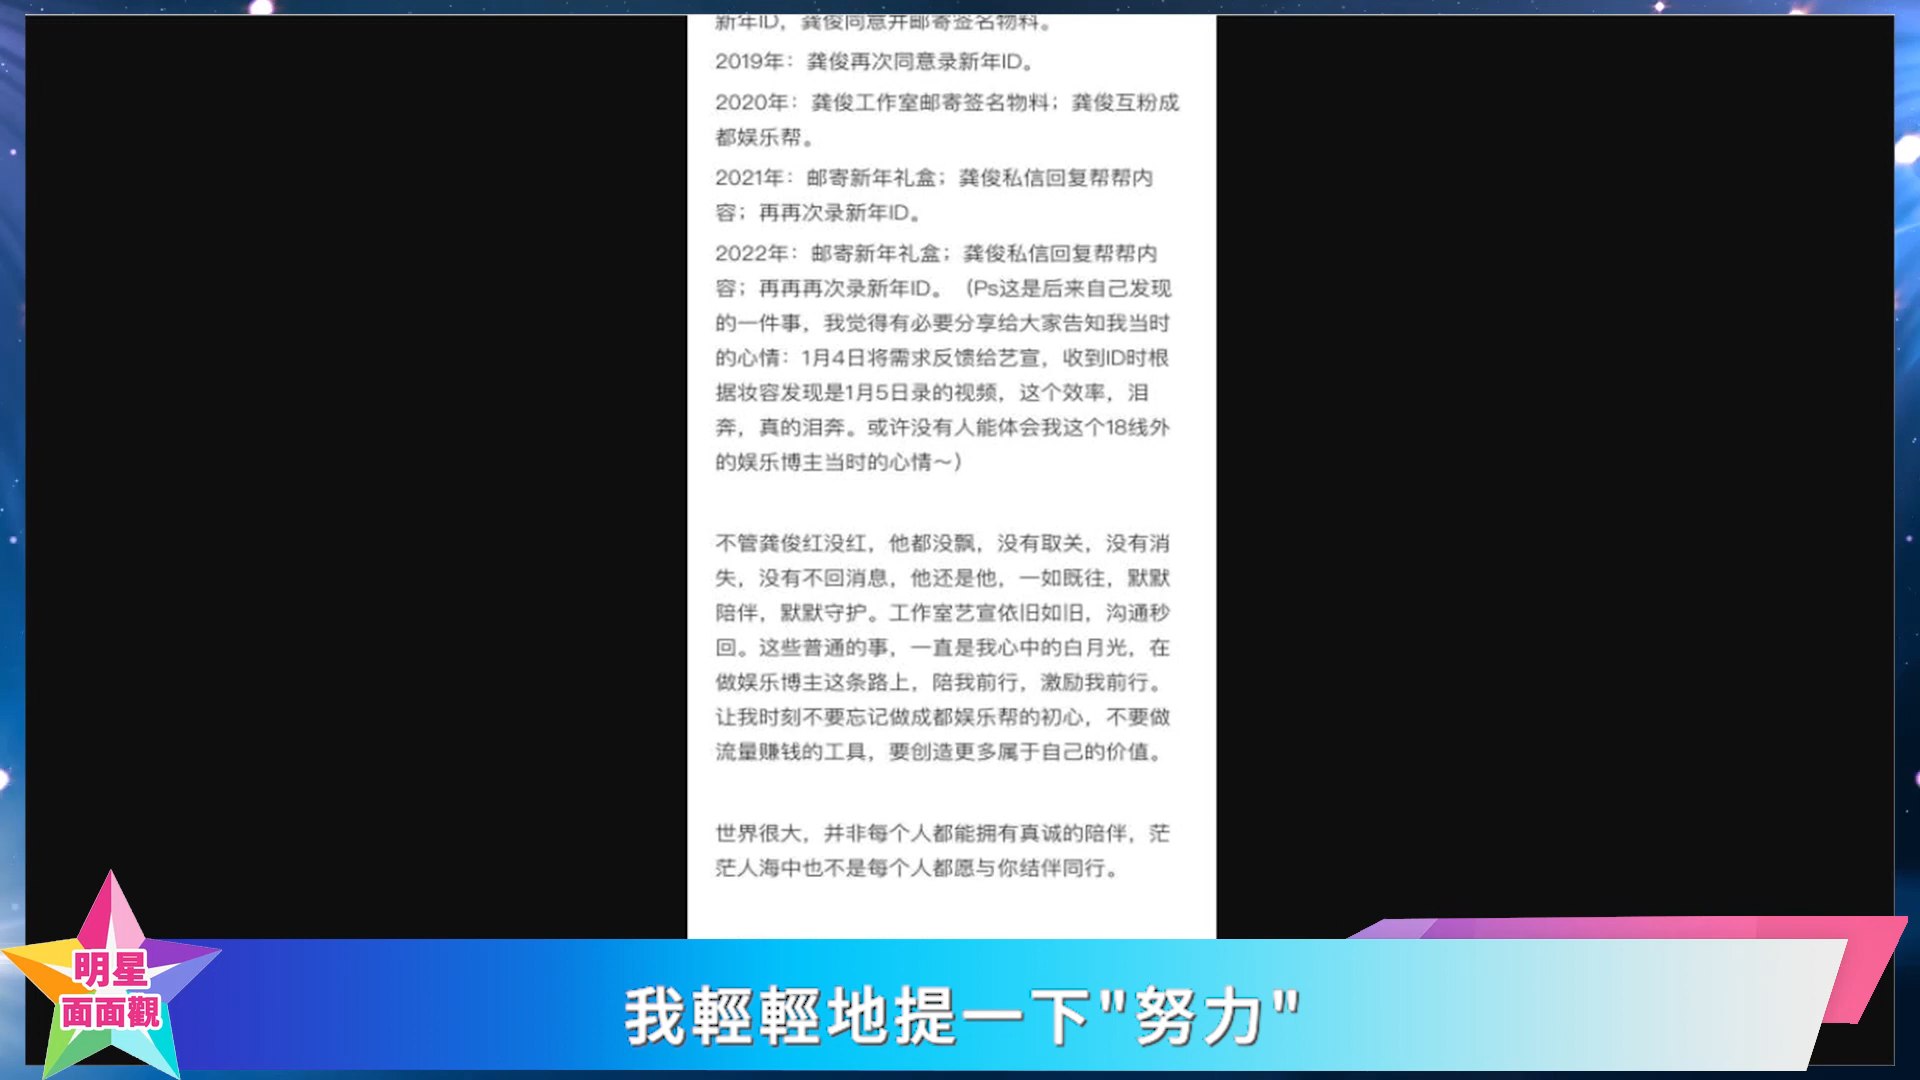 新年ID，龚俊同意并邮寄签名物料。
2019年：龚俊再次同意录新年ID。
2020年：龚俊工作室邮寄签名物料；龚俊互粉成
都娱乐帮。
2021年：邮寄新年礼盒；龚俊私信回复帮帮内
容；再再次录新年ID。
2022年：邮寄新年礼盒；龚俊私信回复帮帮内
容；再再再次录新年ID。（Ps这是后来自己发现
的一件事，我觉得有必要分享给大家告知我当时
的心情：1月4日将需求反馈给艺宣，收到ID时根
据妆容发现是1月5日录的视频，这个效率，泪
奔，真的泪奔。或许没有人能体会我这个18线外
的娱乐博主当时的心情～）
不管龚俊红没红，他都没飘，没有取关，没有消
失，没有不回消息，他还是他，一如既往，默默
陪伴，默默守护。工作室艺宣依旧如旧，沟通秒
回。这些普通的事，一直是我心中的白月光，在
做娱乐博主这条路上，陪我前行，激励我前行。
让我时刻不要忘记做成都娱乐帮的初心，不要做
流量赚钱的工具，要创造更多属于自己的价值。
世界很大，并非每个人都能拥有真诚的陪伴，茫
茫人海中也不是每个人都愿与你结伴同行。
明星
面面觀
我輕輕地提一下"努力"